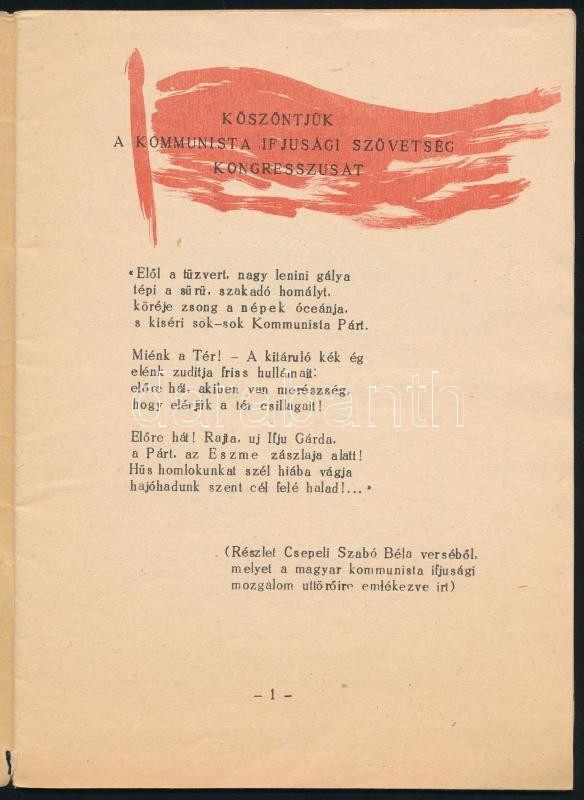 KÖSZÖNTJÜK
A KOMMUNISTA IFJUSÁGI SZÖVETSÉG
KONGRESSZUSÁT
«Elől a tűzvert, nagy lenini gálya
tépi a sürü, szakadó homályt,
köréje zsong a népek óceánja,
s kiséri sok-sok Kommunista Párt.
Miénk a Tér! - A kitáruló kék ég
elénk zuditja friss hullámait:
előre hát, akiben van merészség,
hogy elérjük a tér csillagait!
Előre hát! Rajta, uj Ifju Gárda,
a Párt, az Eszme zászlaja alatt!
Hüs homlokunkat szél hiába vágja
hajóhadunk szent cél felé halad!...»
(Részlet Csepeli Szabó Béla verséből,
melyet a magyar kommunista ifjusági
mozgalom uttörőire emlékezve irt)
- 1 -
darabanth